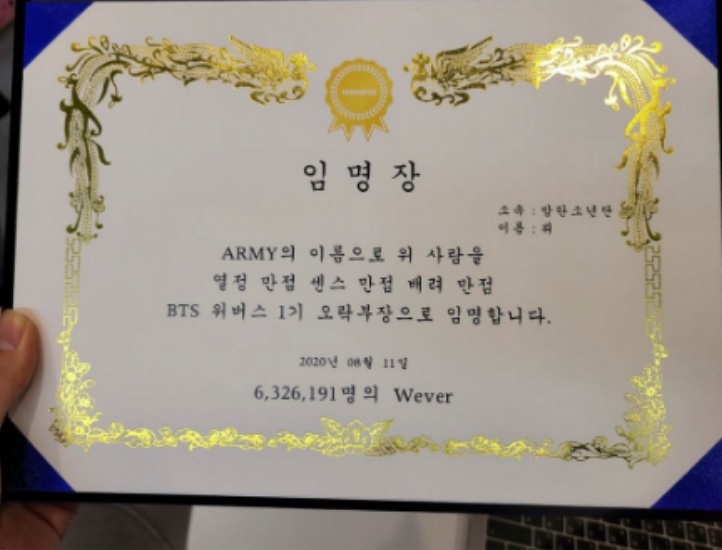 임명장
소속 : 방탄소년단
이름 : 뷔
ARMY의 이름으로 위 사람을
열정 만점 센스 만점 배려 만점
BTS 위버스 1기 오락부장으로 임명합니다.
2020년 08월 11일
6,326,191명의 Wever